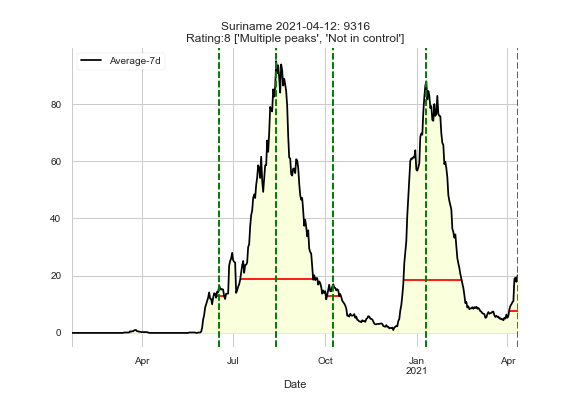 Suriname 2021-04-12: 9316
Rating:8 ['Multiple peaks', 'Not in control']
Average-7d
80
60
40
20
0
Apr
Jul
Oct
Jan
2021
Apr
Date